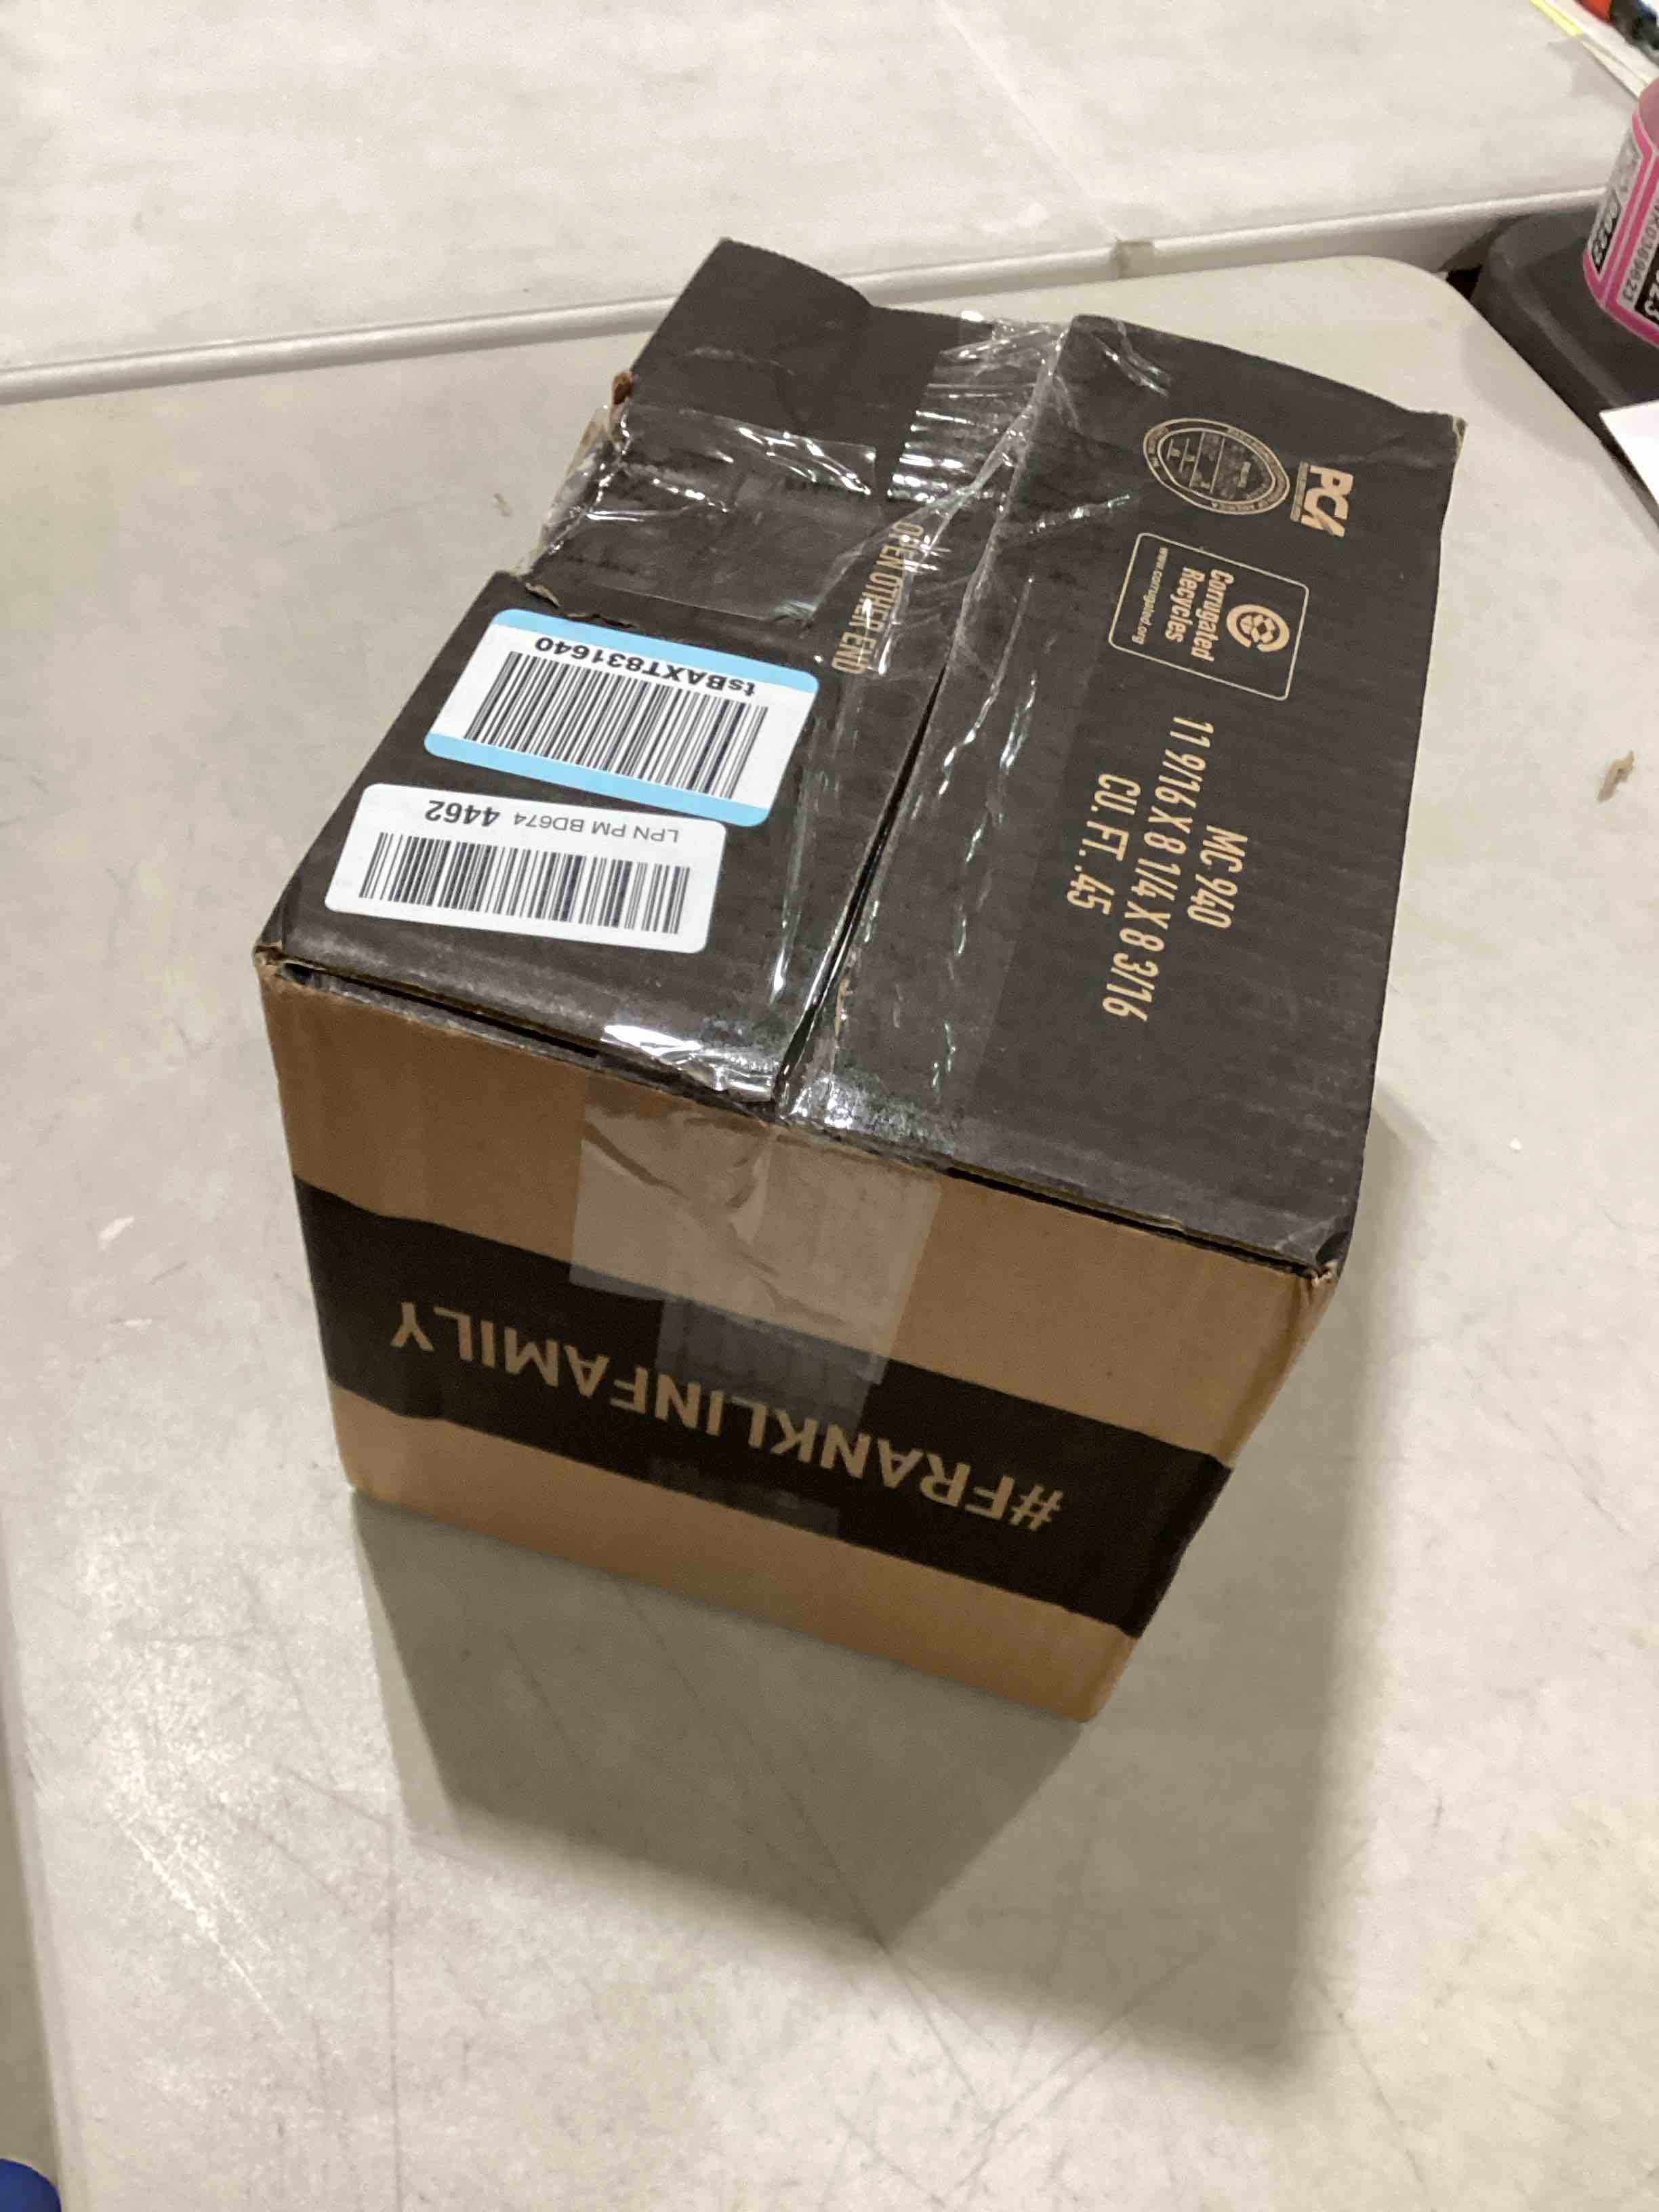 PCA
Corrugated
Recycles
www.corrugated.org
MC 940
11 9/16 X 8 1/4 X 8 3/16
CU. FT. .45
OPEN OTHER END
tsBAXT831640
LPN PM BD674 4462
#FRANKLINFAMILY